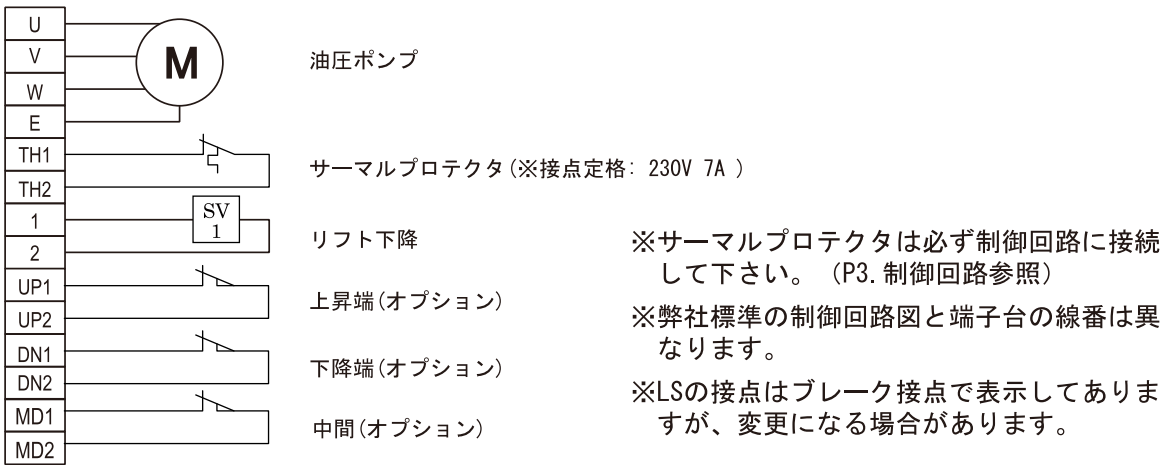 U
V
W
E
TH1
TH2
1
2
UP1
UP2
DN1
DN2
MD1
MD2
M
油圧ポンプ
サーマルプロテクタ(※接点定格: 230V 7A )
SV
1
リフト下降
上昇端(オプション)
下降端(オプション)
中間(オプション)
※サーマルプロテクタは必ず制御回路に接続
して下さい。（P3.制御回路参照）
※弊社標準の制御回路図と端子台の線番は異
なります。
※LSの接点はブレーク接点で表示してありま
すが、変更になる場合があります。